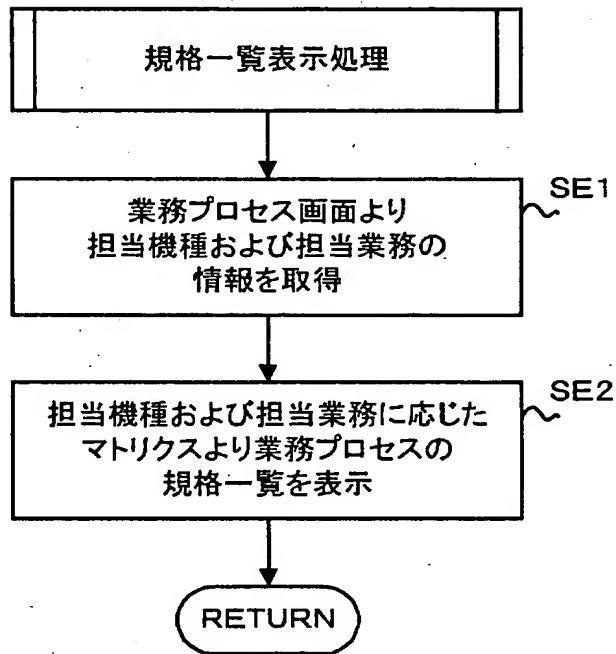 規格一覧表示処理
SE1
業務プロセス画面より
担当機種および担当業務の
情報を取得
SE2
担当機種および担当業務に応じた
マトリクスより業務プロセスの
規格一覧を表示
RETURN